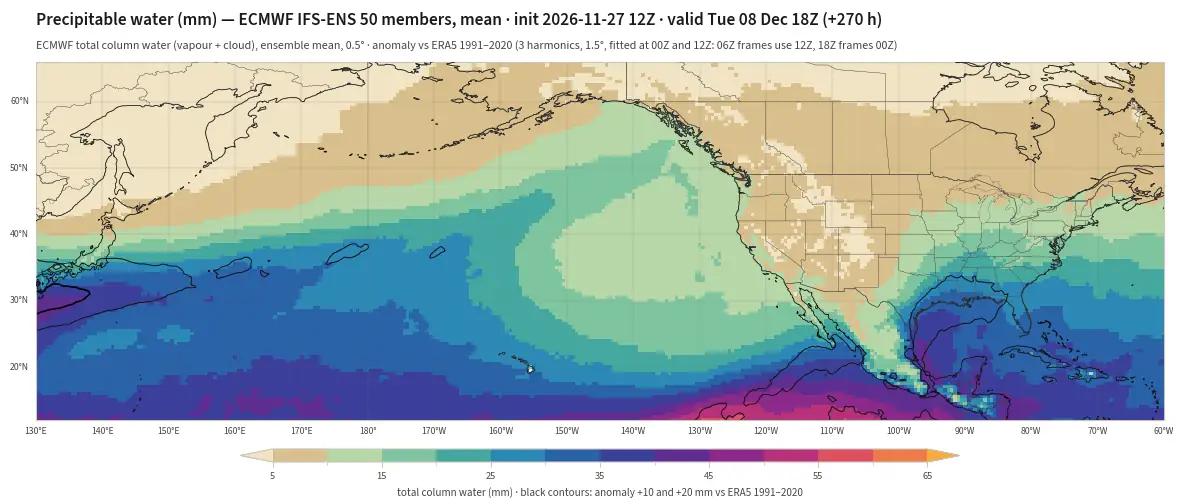 Precipitable water (mm) — ECMWF IFS-ENS 50 members, mean · init 2026-11-27 12Z · valid Tue 08 Dec 18Z (+270 h)
ECMWF total column water (vapour + cloud), ensemble mean, 0.5° · anomaly vs ERA5 1991–2020 (3 harmonics, 1.5°, fitted at 00Z and 12Z: 06Z frames use 12Z, 18Z frames 00Z)
60°N
50°N
40°N
30°N
20°N
130°E 140°E 150°E 160°E 170°E 180° 170°W 160°W 150°W 140°W 130°W 120°W 110°W 100°W 90°W 80°W 70°W 60°W
5 15 25 35 45 55 65
total column water (mm) · black contours: anomaly +10 and +20 mm vs ERA5 1991–2020